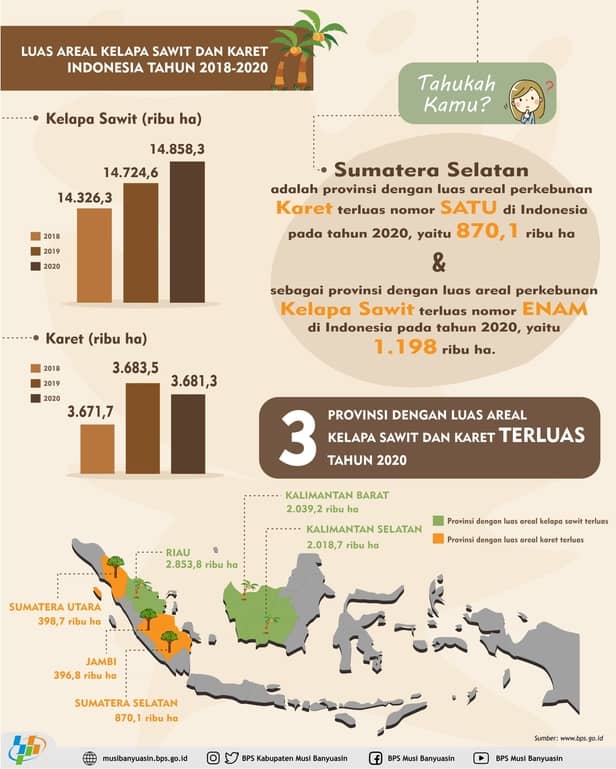 LUAS AREAL KELAPA SAWIT DAN KARET
INDONESIA TAHUN 2018-2020
Tahukah
Kamu?
?
?
• Kelapa Sawit (ribu ha)
14.326,3
14.724,6
14.858,3
2018
2019
2020
• Sumatera Selatan
adalah provinsi dengan luas areal perkebunan
Karet terluas nomor SATU di Indonesia
pada tahun 2020, yaitu 870,1 ribu ha
&
sebagai provinsi dengan luas areal perkebunan
Kelapa Sawit terluas nomor ENAM
di Indonesia pada tahun 2020, yaitu
1.198 ribu ha.
• Karet (ribu ha)
3.671,7
3.683,5
3.681,3
2018
2019
2020
3
PROVINSI DENGAN LUAS AREAL
KELAPA SAWIT DAN KARET TERLUAS
TAHUN 2020
KALIMANTAN BARAT
2.039,2 ribu ha
KALIMANTAN SELATAN
2.018,7 ribu ha
Provinsi dengan luas areal kelapa sawit terluas
Provinsi dengan luas areal karet terluas
RIAU
2.853,8 ribu ha
SUMATERA UTARA
398,7 ribu ha
JAMBI
396,8 ribu ha
SUMATERA SELATAN
870,1 ribu ha
Sumber: www.bps.go.id
musibanyuasin.bps.go.id
BPS Kabupaten Musi Banyuasin
BPS Musi Banyuasin
BPS Musi Banyuasin